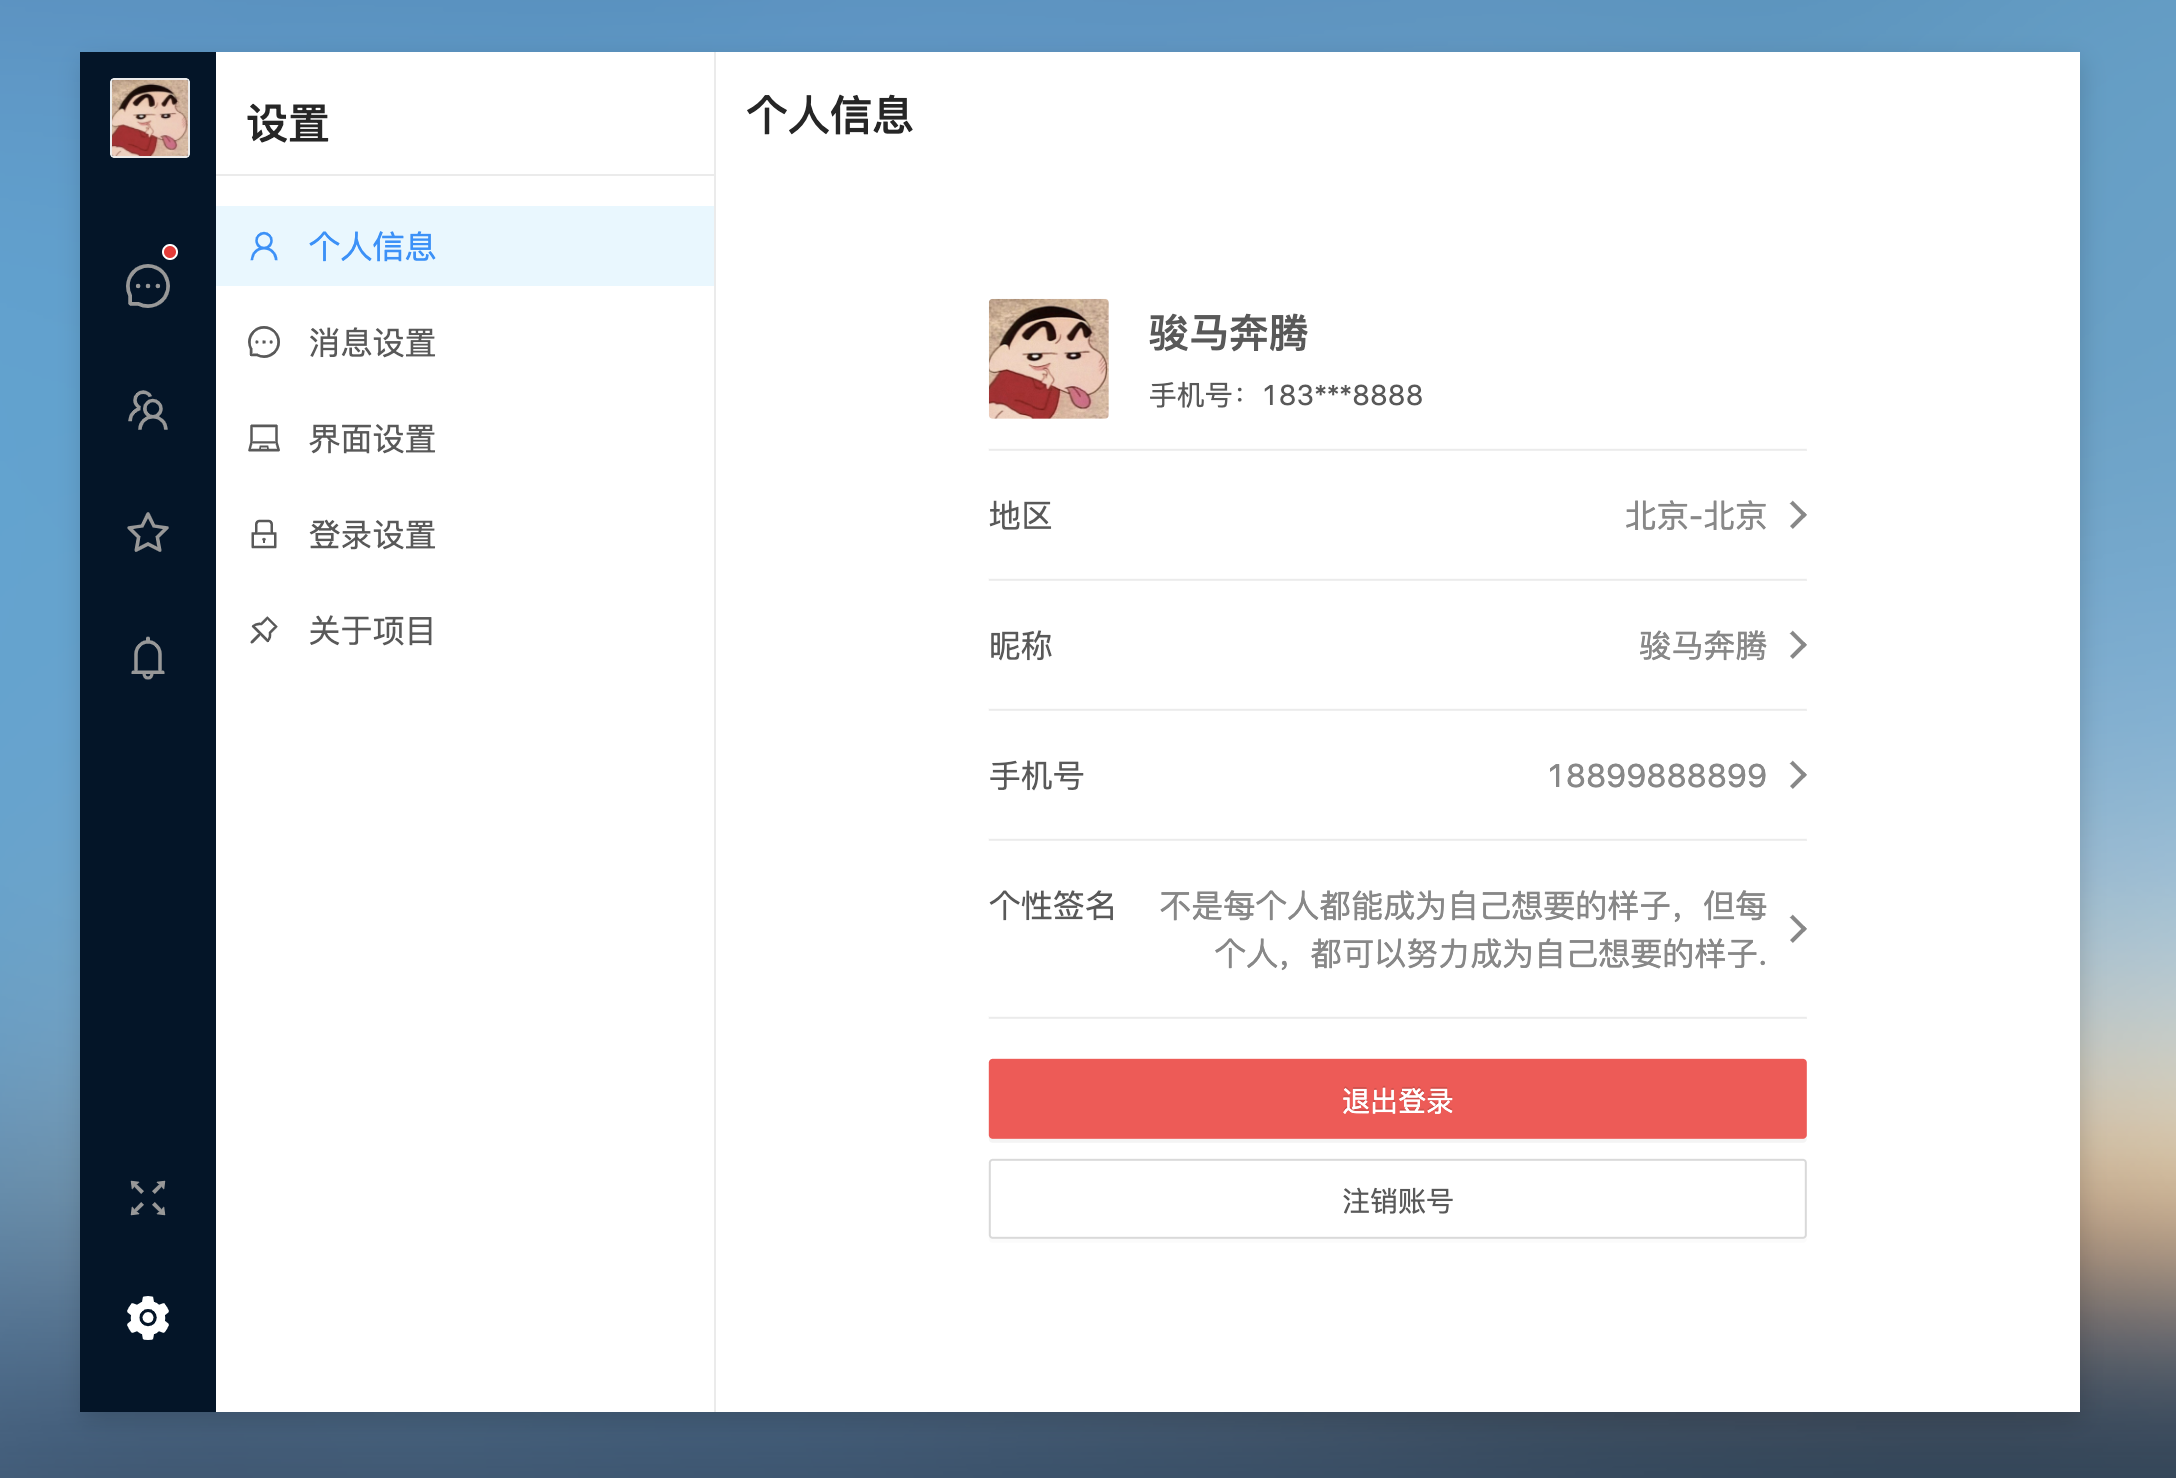 设置
个人信息
消息设置
界面设置
登录设置
关于项目
个人信息
骏马奔腾
手机号：183***8888
地区 北京-北京
昵称 骏马奔腾
手机号 18899888899
个性签名 不是每个人都能成为自己想要的样子，但每
个人，都可以努力成为自己想要的样子.
退出登录
注销账号